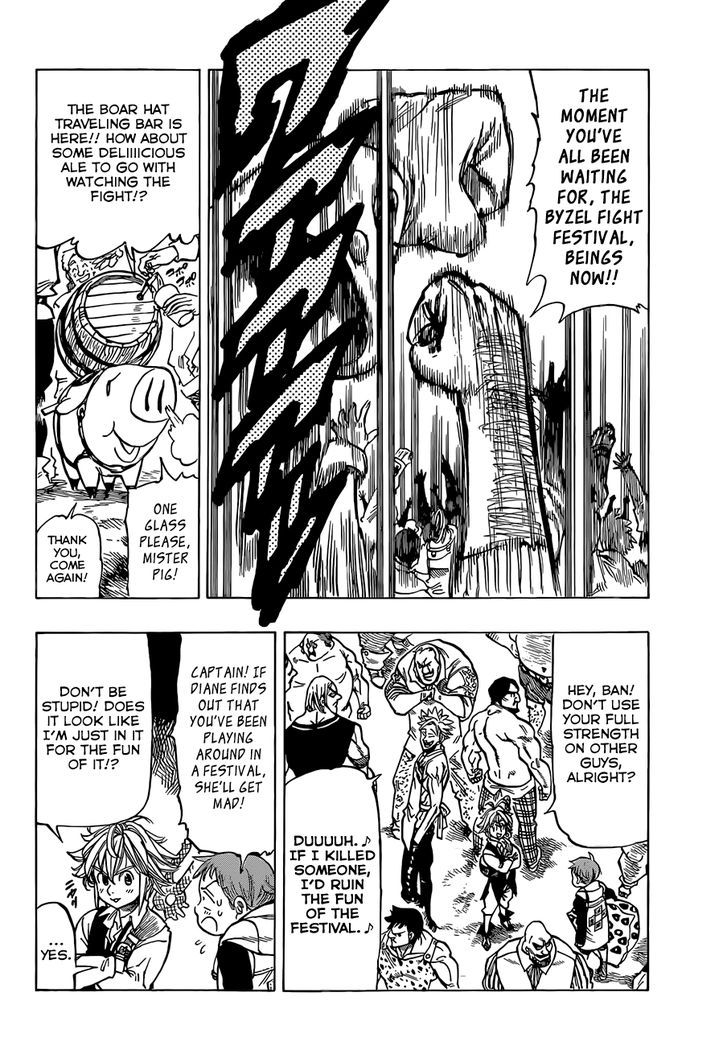 THE
MOMENT
YOU'VE
ALL BEEN
WAITING
FOR, THE
BYZEL FIGHT
FESTIVAL,
BEINGS
NOW!!
THE BOAR HAT
TRAVELING BAR IS
HERE!! HOW ABOUT
SOME DELIIIICIOUS
ALE TO GO WITH
WATCHING THE
FIGHT!?
ONE
GLASS
PLEASE,
MISTER
PIG!
THANK
YOU,
COME
AGAIN!
HEY, BAN!
DON'T USE
YOUR FULL
STRENGTH
ON OTHER
GUYS,
ALRIGHT?
DUUUUH. ♪
IF I KILLED
SOMEONE,
I'D RUIN
THE FUN
OF THE
FESTIVAL. ♪
CAPTAIN! IF
DIANE FINDS
OUT THAT
YOU'VE BEEN
PLAYING
AROUND IN
A FESTIVAL,
SHE'LL GET
MAD!
DON'T BE
STUPID! DOES
IT LOOK LIKE
I'M JUST IN
IT FOR THE FUN
OF IT!?
...
YES.